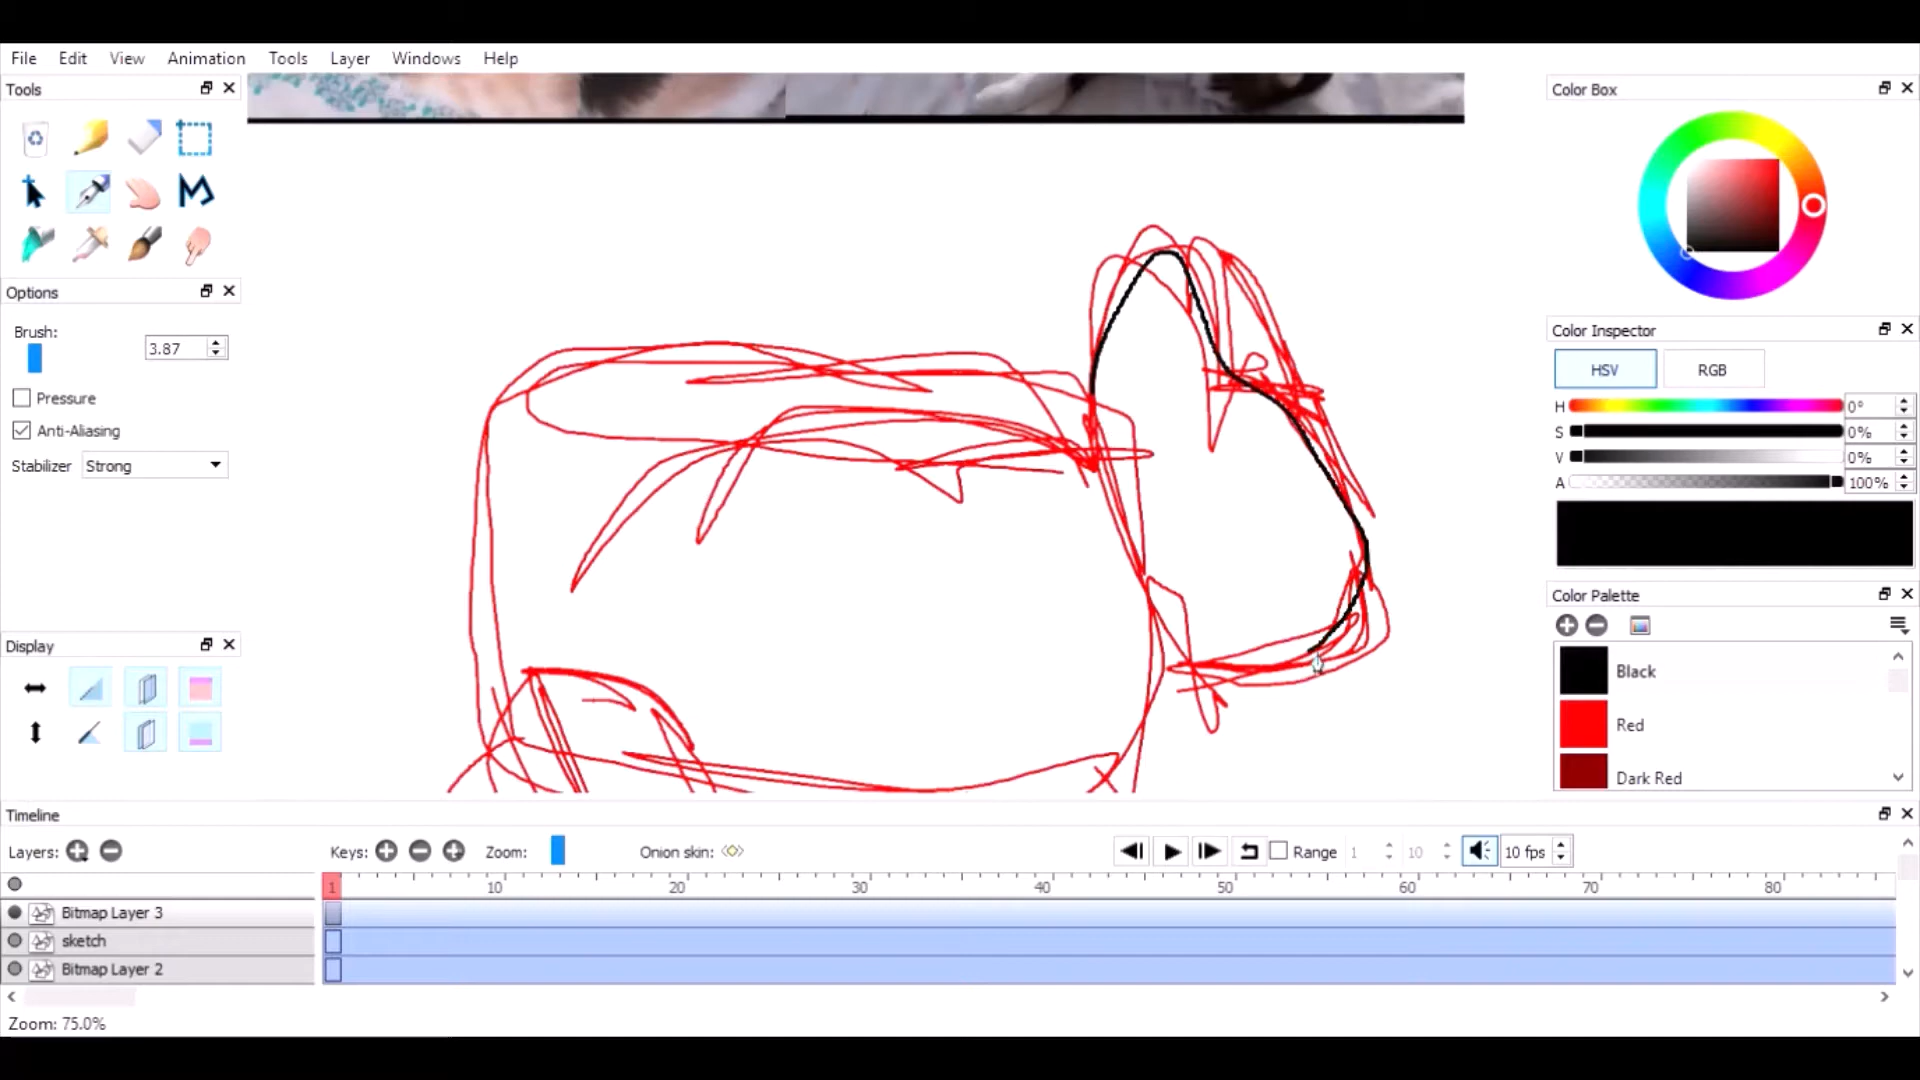 File Edit View Animation Tools Layer Windows Help
Tools
Options
Brush:
3.87
Pressure
Anti-Aliasing
Stabilizer Strong
Display
Color Box
Color Inspector
HSV RGB
H 0°
S 0%
V 0%
A 100%
Color Palette
Black
Red
Dark Red
Timeline
Layers: Keys: Zoom: Onion skin: Range 1 10 10 fps
1 10 20 30 40 50 60 70 80
Bitmap Layer 3
sketch
Bitmap Layer 2
Zoom: 75.0%